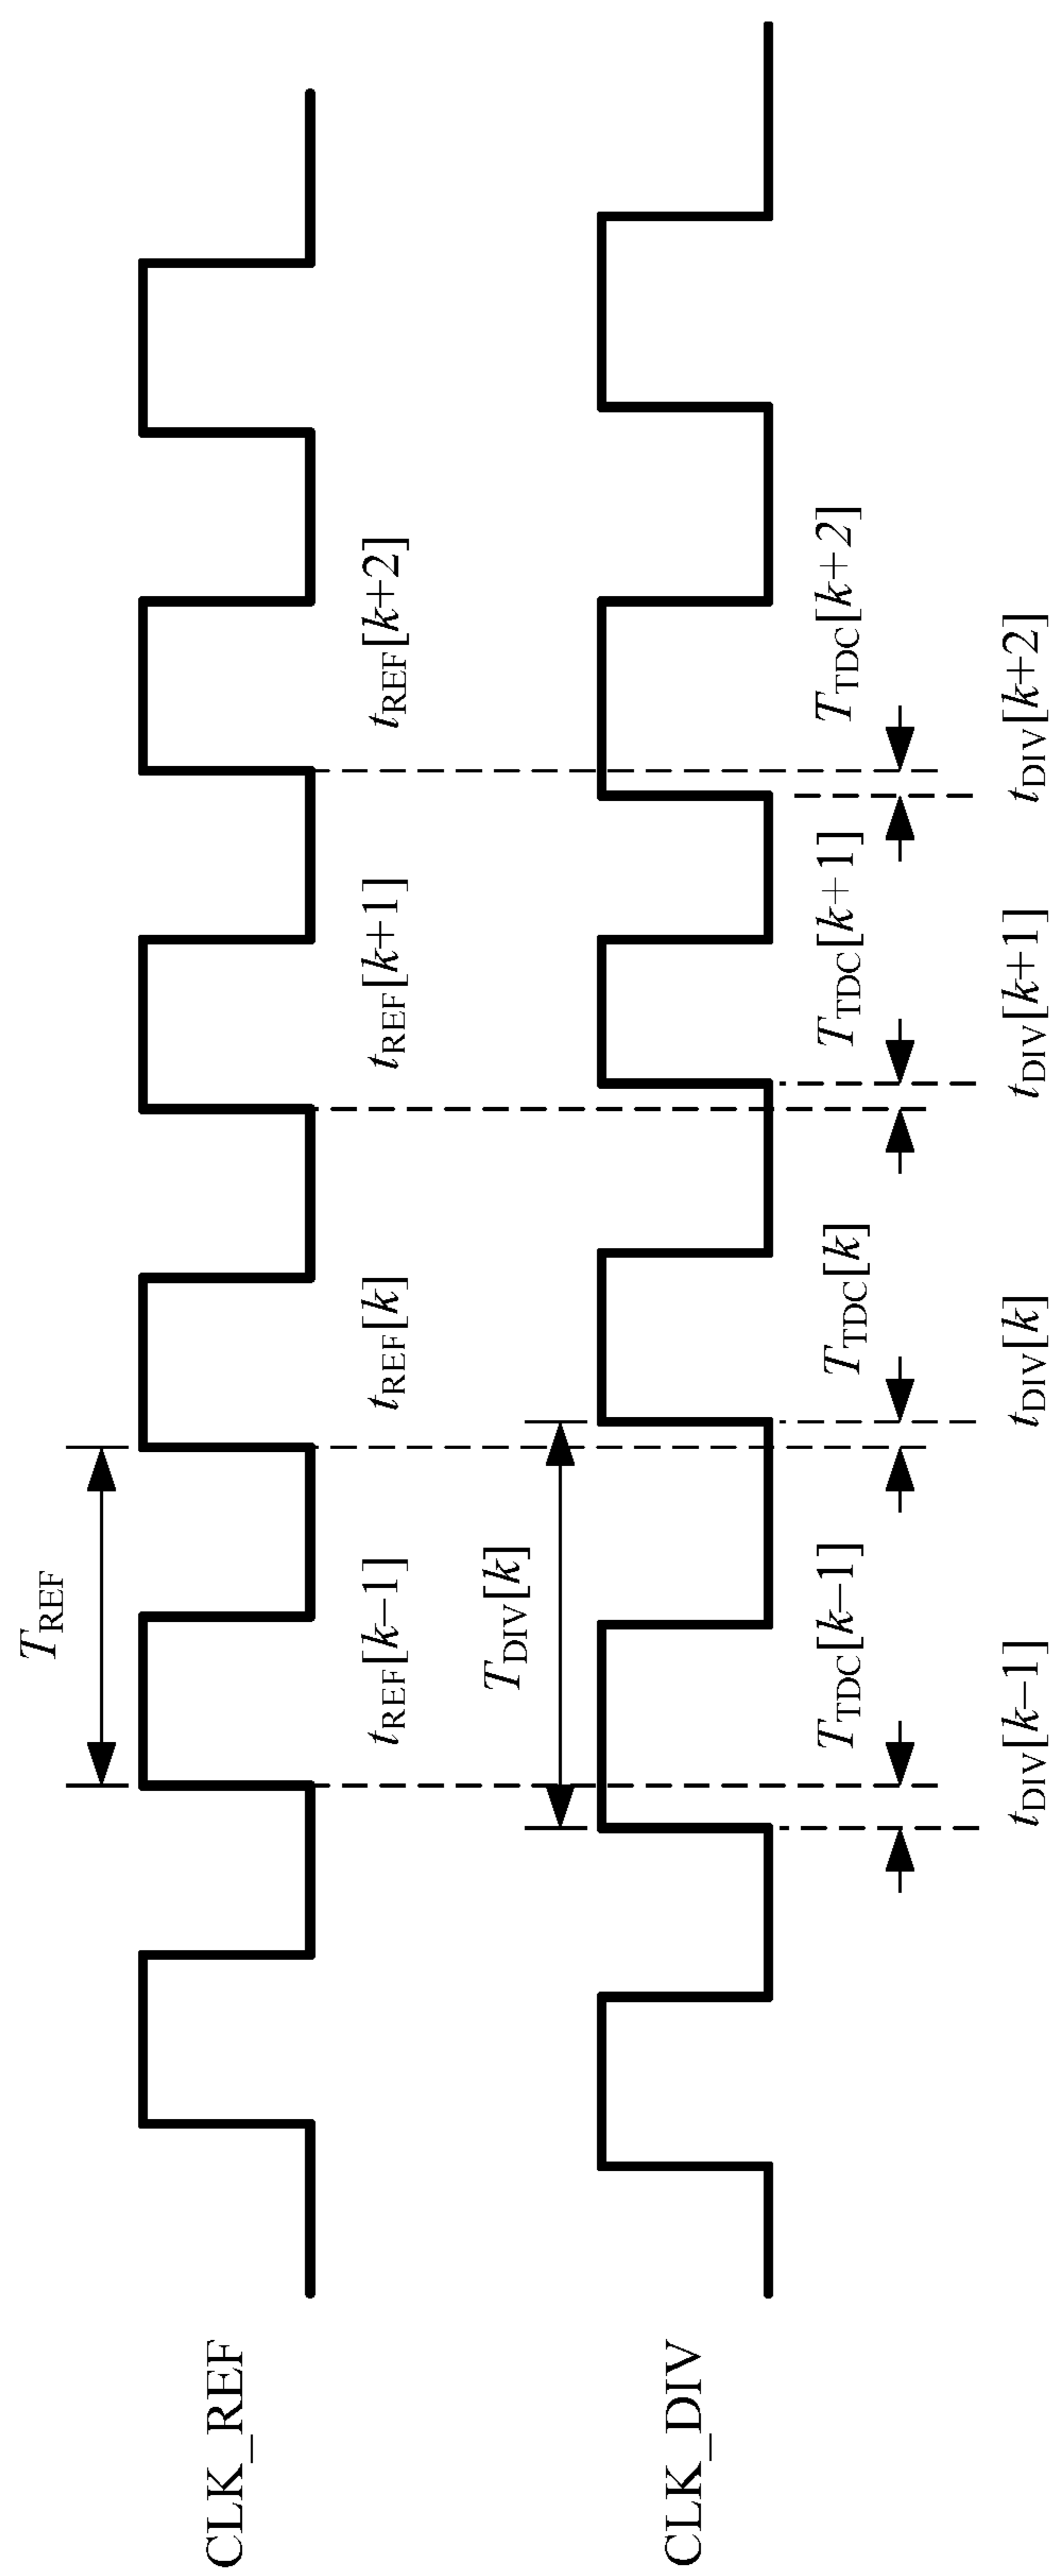 T_REF
CLK_REF
t_REF[k−1]
t_REF[k]
t_REF[k+1]
t_REF[k+2]
T_DIV[k]
CLK_DIV
T_TDC[k−1]
T_TDC[k]
T_TDC[k+1]
T_TDC[k+2]
t_DIV[k−1]
t_DIV[k]
t_DIV[k+1]
t_DIV[k+2]